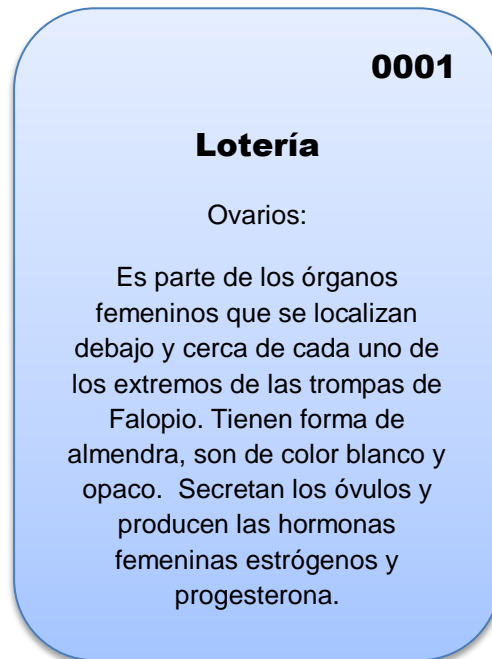 0001
Lotería
Ovarios:
Es parte de los órganos
femeninos que se localizan
debajo y cerca de cada uno de
los extremos de las trompas de
Falopio. Tienen forma de
almendra, son de color blanco y
opaco.  Secretan los óvulos y
producen las hormonas
femeninas estrógenos y
progesterona.